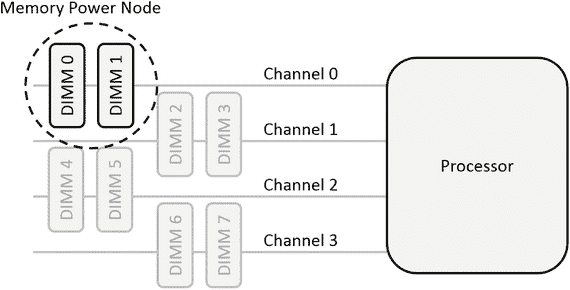 Memory Power Node
DIMM 0
DIMM 1
Channel 0
DIMM 2
DIMM 3
Channel 1
DIMM 4
DIMM 5
Processor
Channel 2
DIMM 6
DIMM 7
Channel 3